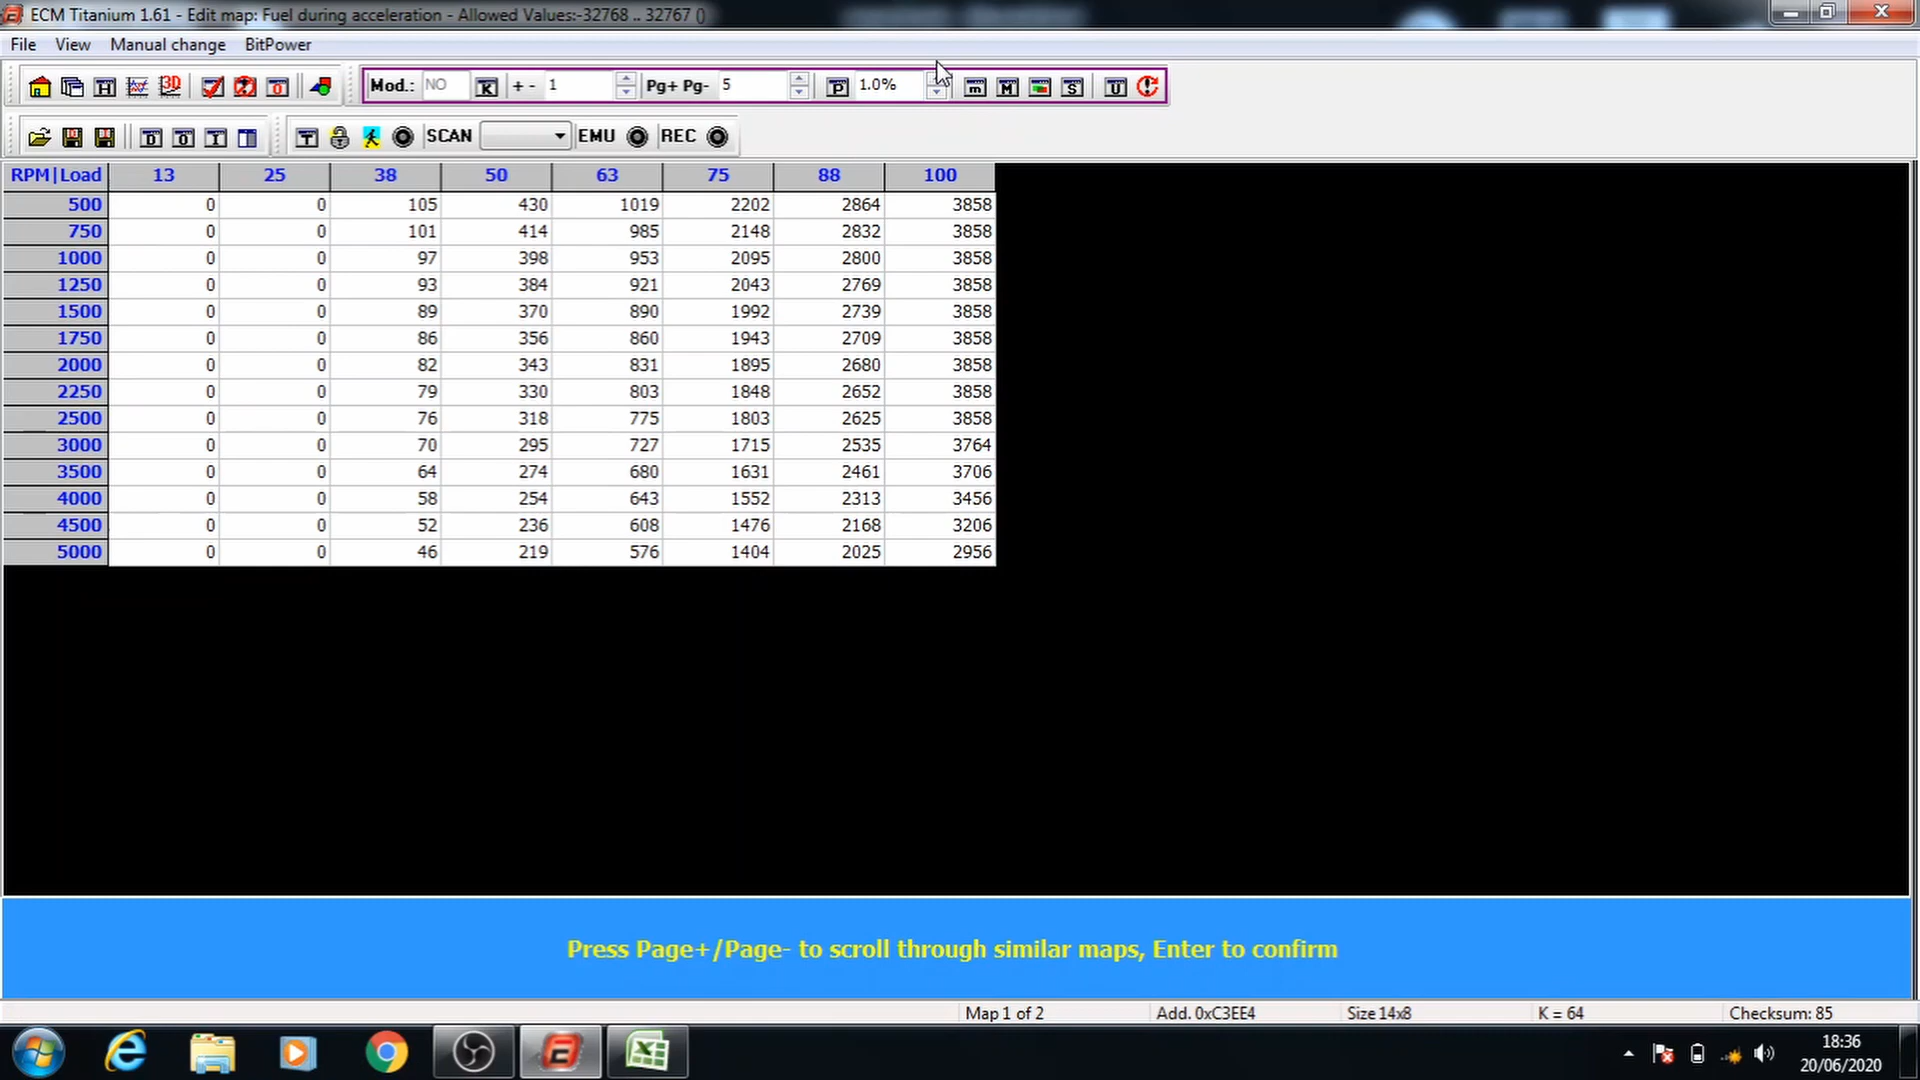 ECM Titanium 1.61 - Edit map: Fuel during acceleration - Allowed Values:-32768 .. 32767 ()
File View Manual change BitPower
Mod.: NO K + - 1 Pg+ Pg- 5 P 1.0% m M S U
D O I T SCAN EMU REC
RPM|Load 13 25 38 50 63 75 88 100
500 0 0 105 430 1019 2202 2864 3858
750 0 0 101 414 985 2148 2832 3858
1000 0 0 97 398 953 2095 2800 3858
1250 0 0 93 384 921 2043 2769 3858
1500 0 0 89 370 890 1992 2739 3858
1750 0 0 86 356 860 1943 2709 3858
2000 0 0 82 343 831 1895 2680 3858
2250 0 0 79 330 803 1848 2652 3858
2500 0 0 76 318 775 1803 2625 3858
3000 0 0 70 295 727 1715 2535 3764
3500 0 0 64 274 680 1631 2461 3706
4000 0 0 58 254 643 1552 2313 3456
4500 0 0 52 236 608 1476 2168 3206
5000 0 0 46 219 576 1404 2025 2956
Press Page+/Page- to scroll through similar maps, Enter to confirm
Map 1 of 2 Add. 0xC3EE4 Size 14x8 K = 64 Checksum: 85
18:36
20/06/2020